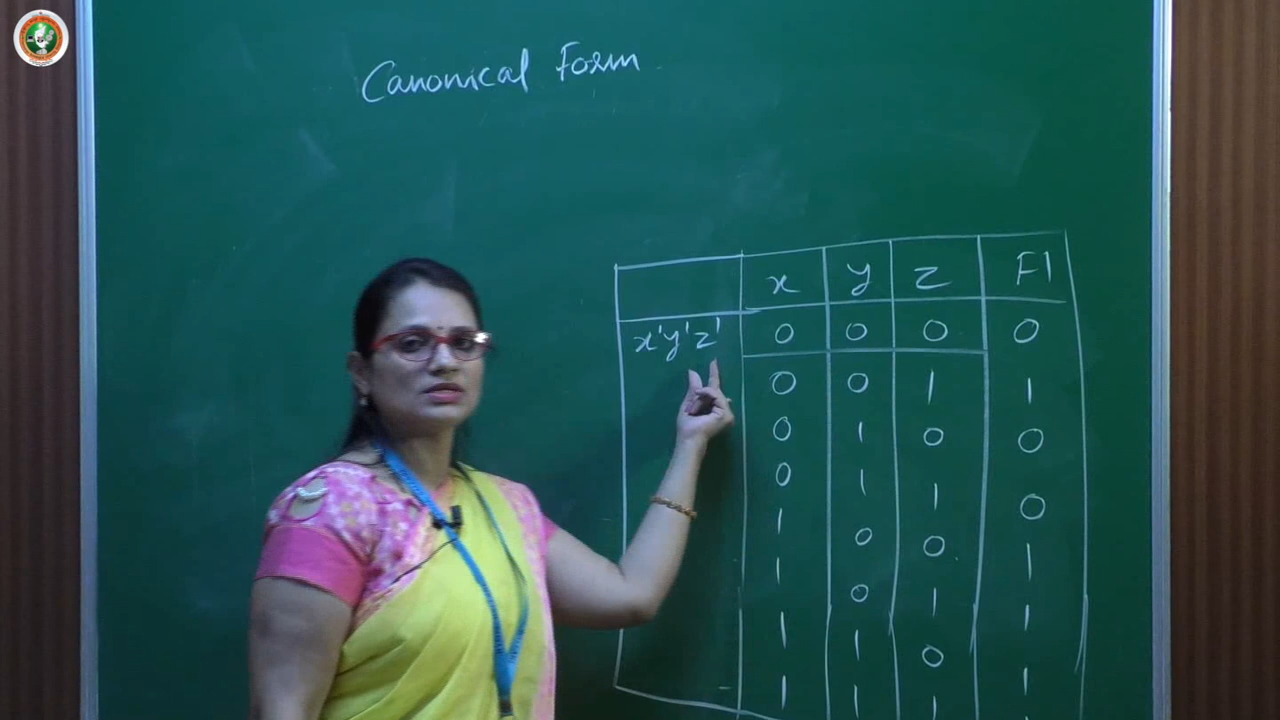 Canonical Form
x y z F1
x'y'z' 0 0 0 0
0 0 1 1
0 1 0 0
0 1 1 0
1 0 0 1
1 0 1 1
1 1 0 1
1 1 1